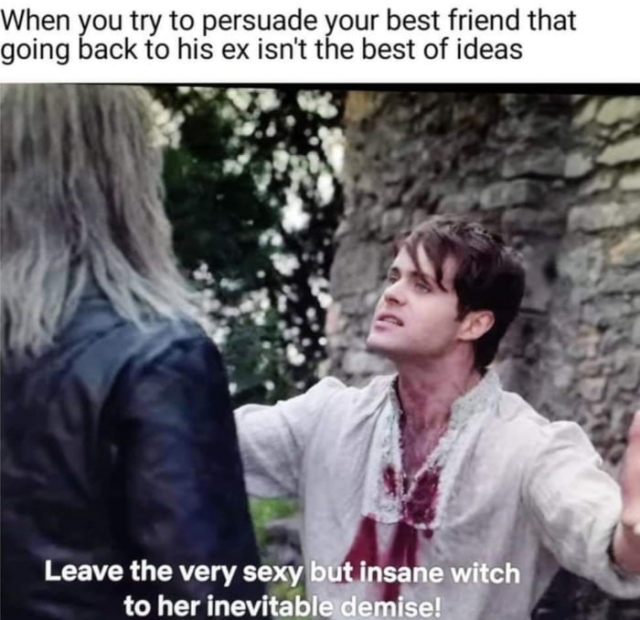 When you try to persuade your best friend that
going back to his ex isn't the best of ideas
Leave the very sexy but insane witch
to her inevitable demise!